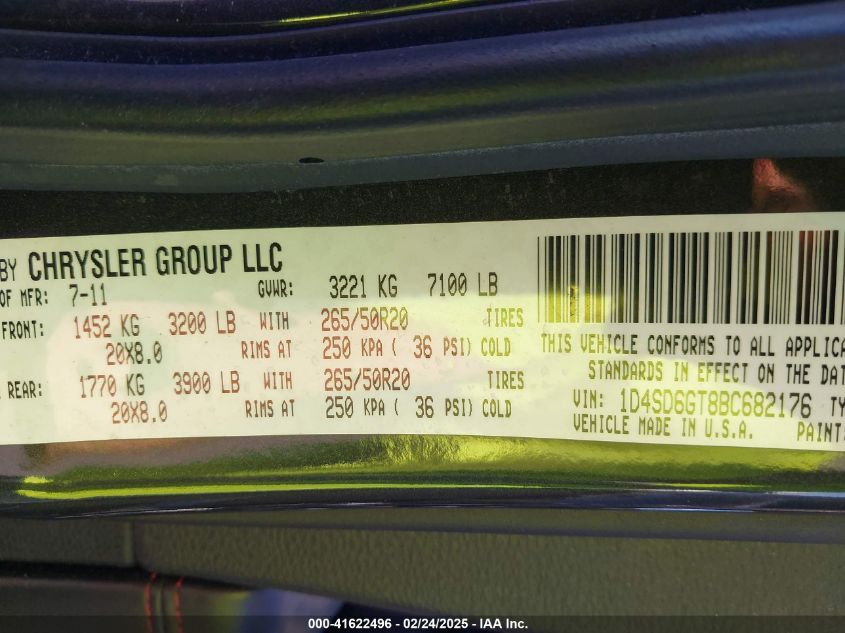 BY CHRYSLER GROUP LLC
OF MFR: 7-11 GVWR: 3221 KG 7100 LB
FRONT: 1452 KG 3200 LB WITH 265/50R20 TIRES
20X8.0 RIMS AT 250 KPA ( 36 PSI) COLD
REAR: 1770 KG 3900 LB WITH 265/50R20 TIRES
20X8.0 RIMS AT 250 KPA ( 36 PSI) COLD
THIS VEHICLE CONFORMS TO ALL APPLICA
STANDARDS IN EFFECT ON THE DAT
VIN: 1D4SD6GT8BC682176 TY
VEHICLE MADE IN U.S.A. PAINT:
000-41622496 - 02/24/2025 - IAA Inc.